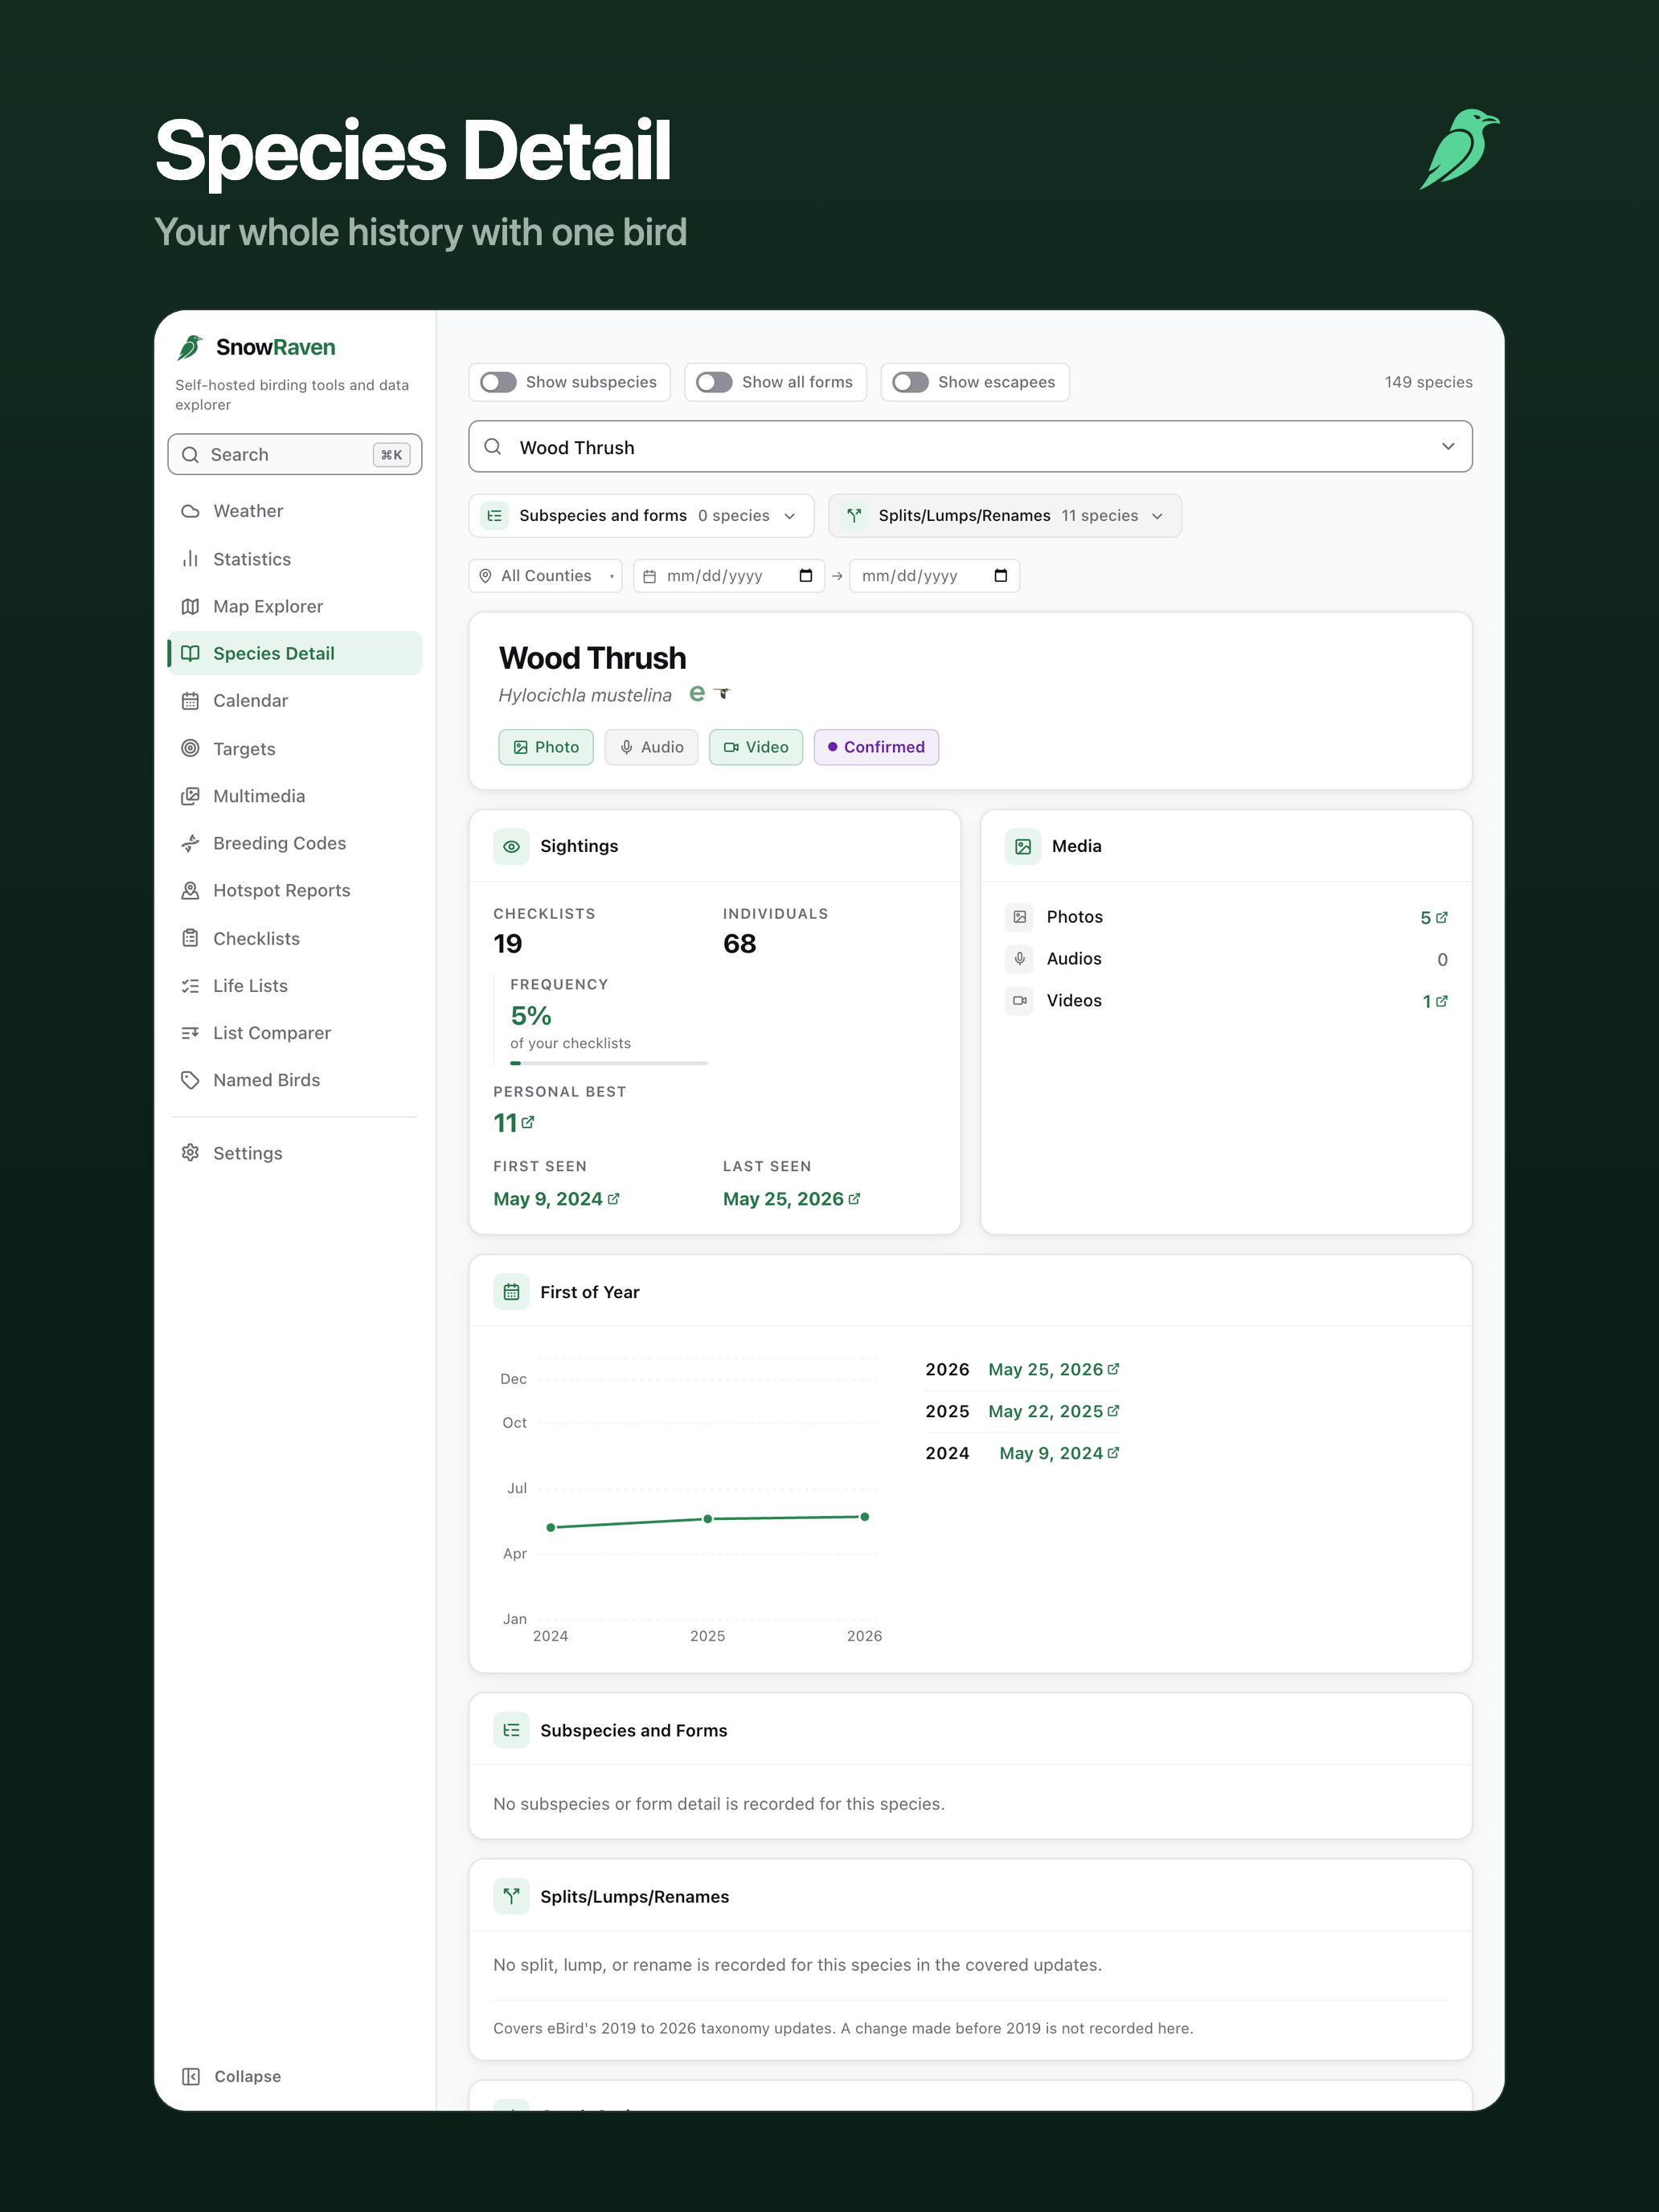 Species Detail
Your whole history with one bird
SnowRaven
Self-hosted birding tools and data
explorer
Search ⌘K
Weather
Statistics
Map Explorer
Species Detail
Calendar
Targets
Multimedia
Breeding Codes
Hotspot Reports
Checklists
Life Lists
List Comparer
Named Birds
Settings
Collapse
Show subspecies Show all forms Show escapees 149 species
Wood Thrush
Subspecies and forms 0 species Splits/Lumps/Renames 11 species
All Counties mm/dd/yyyy → mm/dd/yyyy
Wood Thrush
Hylocichla mustelina e
Photo Audio Video Confirmed
Sightings
CHECKLISTS INDIVIDUALS
19 68
FREQUENCY
5%
of your checklists
PERSONAL BEST
11
FIRST SEEN LAST SEEN
May 9, 2024 May 25, 2026
Media
Photos 5
Audios 0
Videos 1
First of Year
Dec
Oct
Jul
Apr
Jan
2024 2025 2026
2026 May 25, 2026
2025 May 22, 2025
2024 May 9, 2024
Subspecies and Forms
No subspecies or form detail is recorded for this species.
Splits/Lumps/Renames
No split, lump, or rename is recorded for this species in the covered updates.
Covers eBird's 2019 to 2026 taxonomy updates. A change made before 2019 is not recorded here.